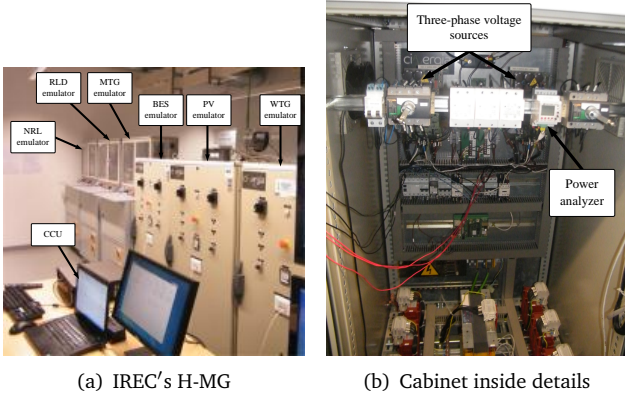 RLD
emulator
MTG
emulator
NRL
emulator
BES
emulator
PV
emulator
WTG
emulator
CCU
Three-phase voltage
sources
Power
analyzer
(a) IREC′s H-MG
(b) Cabinet inside details